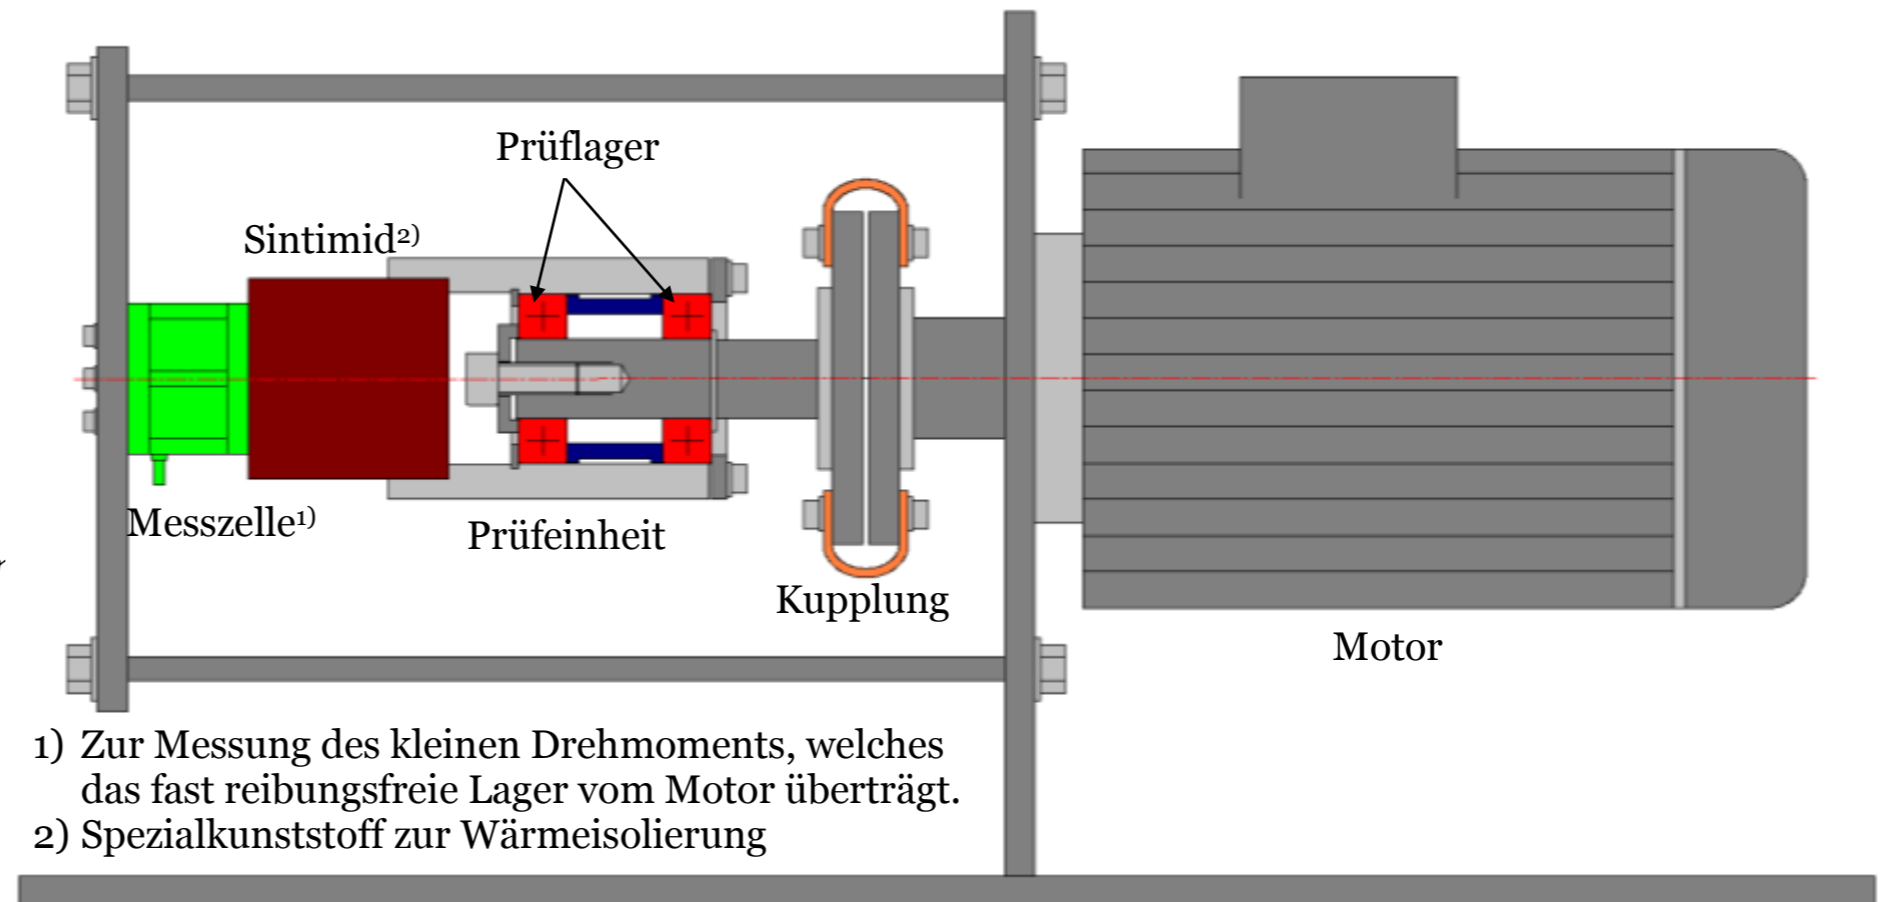 Prüflager
Sintimid²⁾
Messzelle¹⁾
Prüfeinheit
Kupplung
Motor
1) Zur Messung des kleinen Drehmoments, welches
das fast reibungsfreie Lager vom Motor überträgt.
2) Spezialkunststoff zur Wärmeisolierung